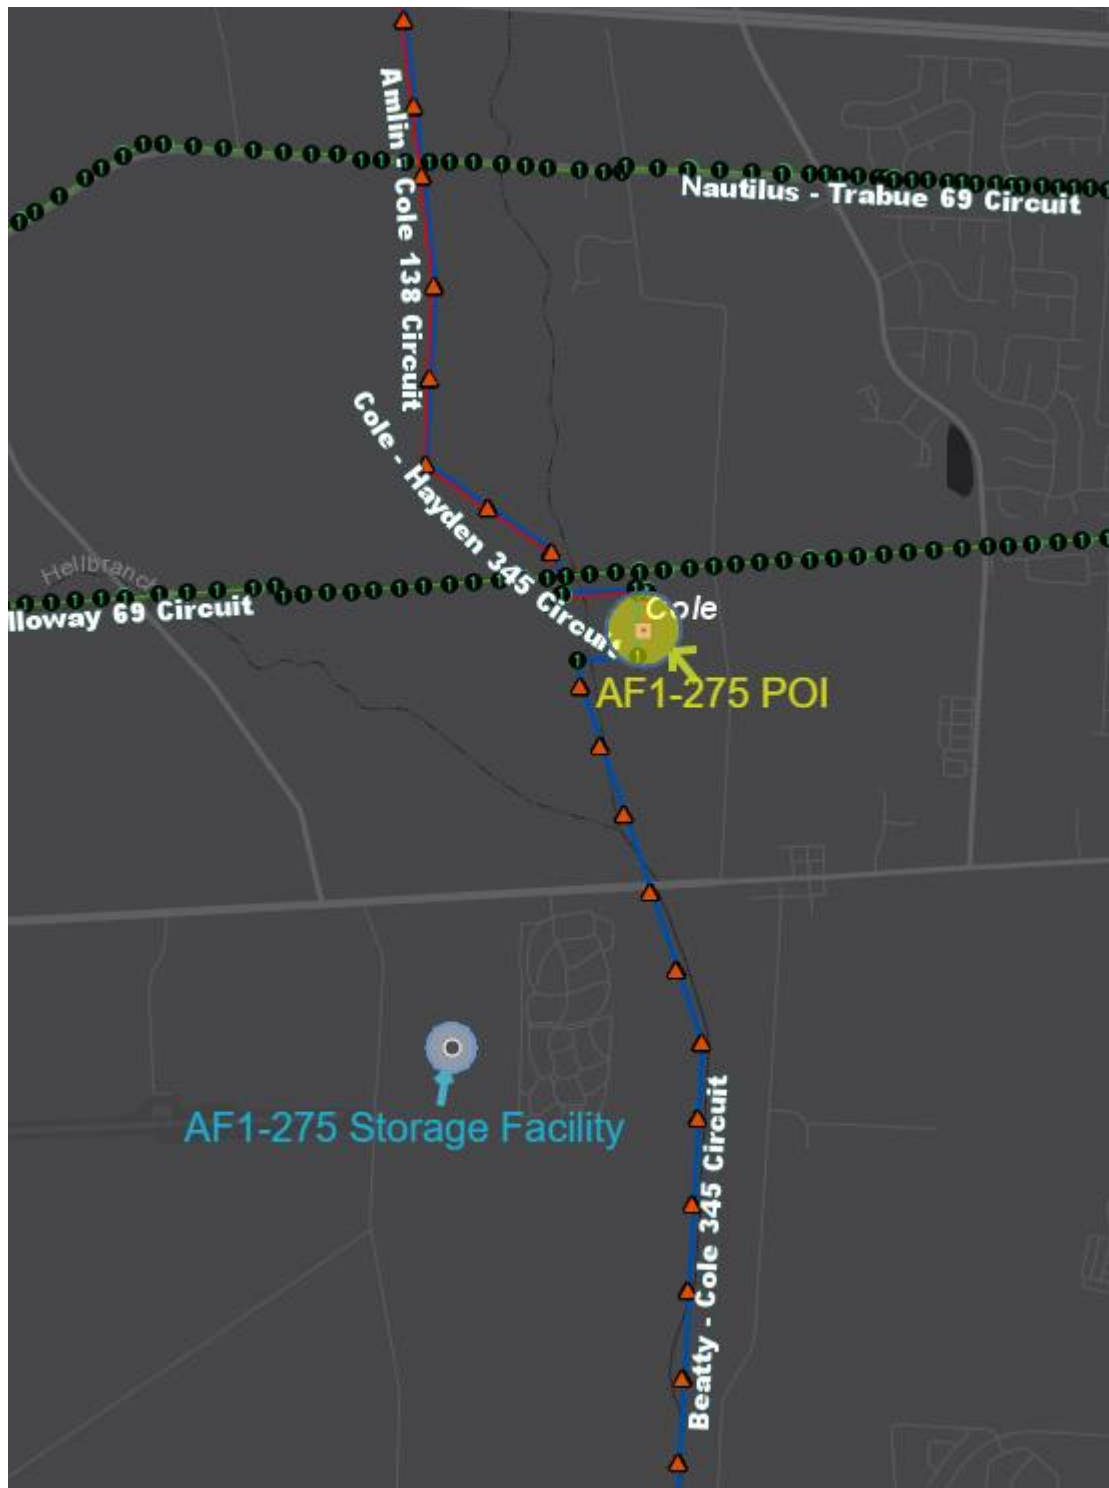 Amlin - Cole 138 Circuit
Nautilus - Trabue 69 Circuit
Cole - Hayden 345 Circuit
Hellbranch
lloway 69 Circuit
Cole
AF1-275 POI
AF1-275 Storage Facility
Beatty - Cole 345 Circuit